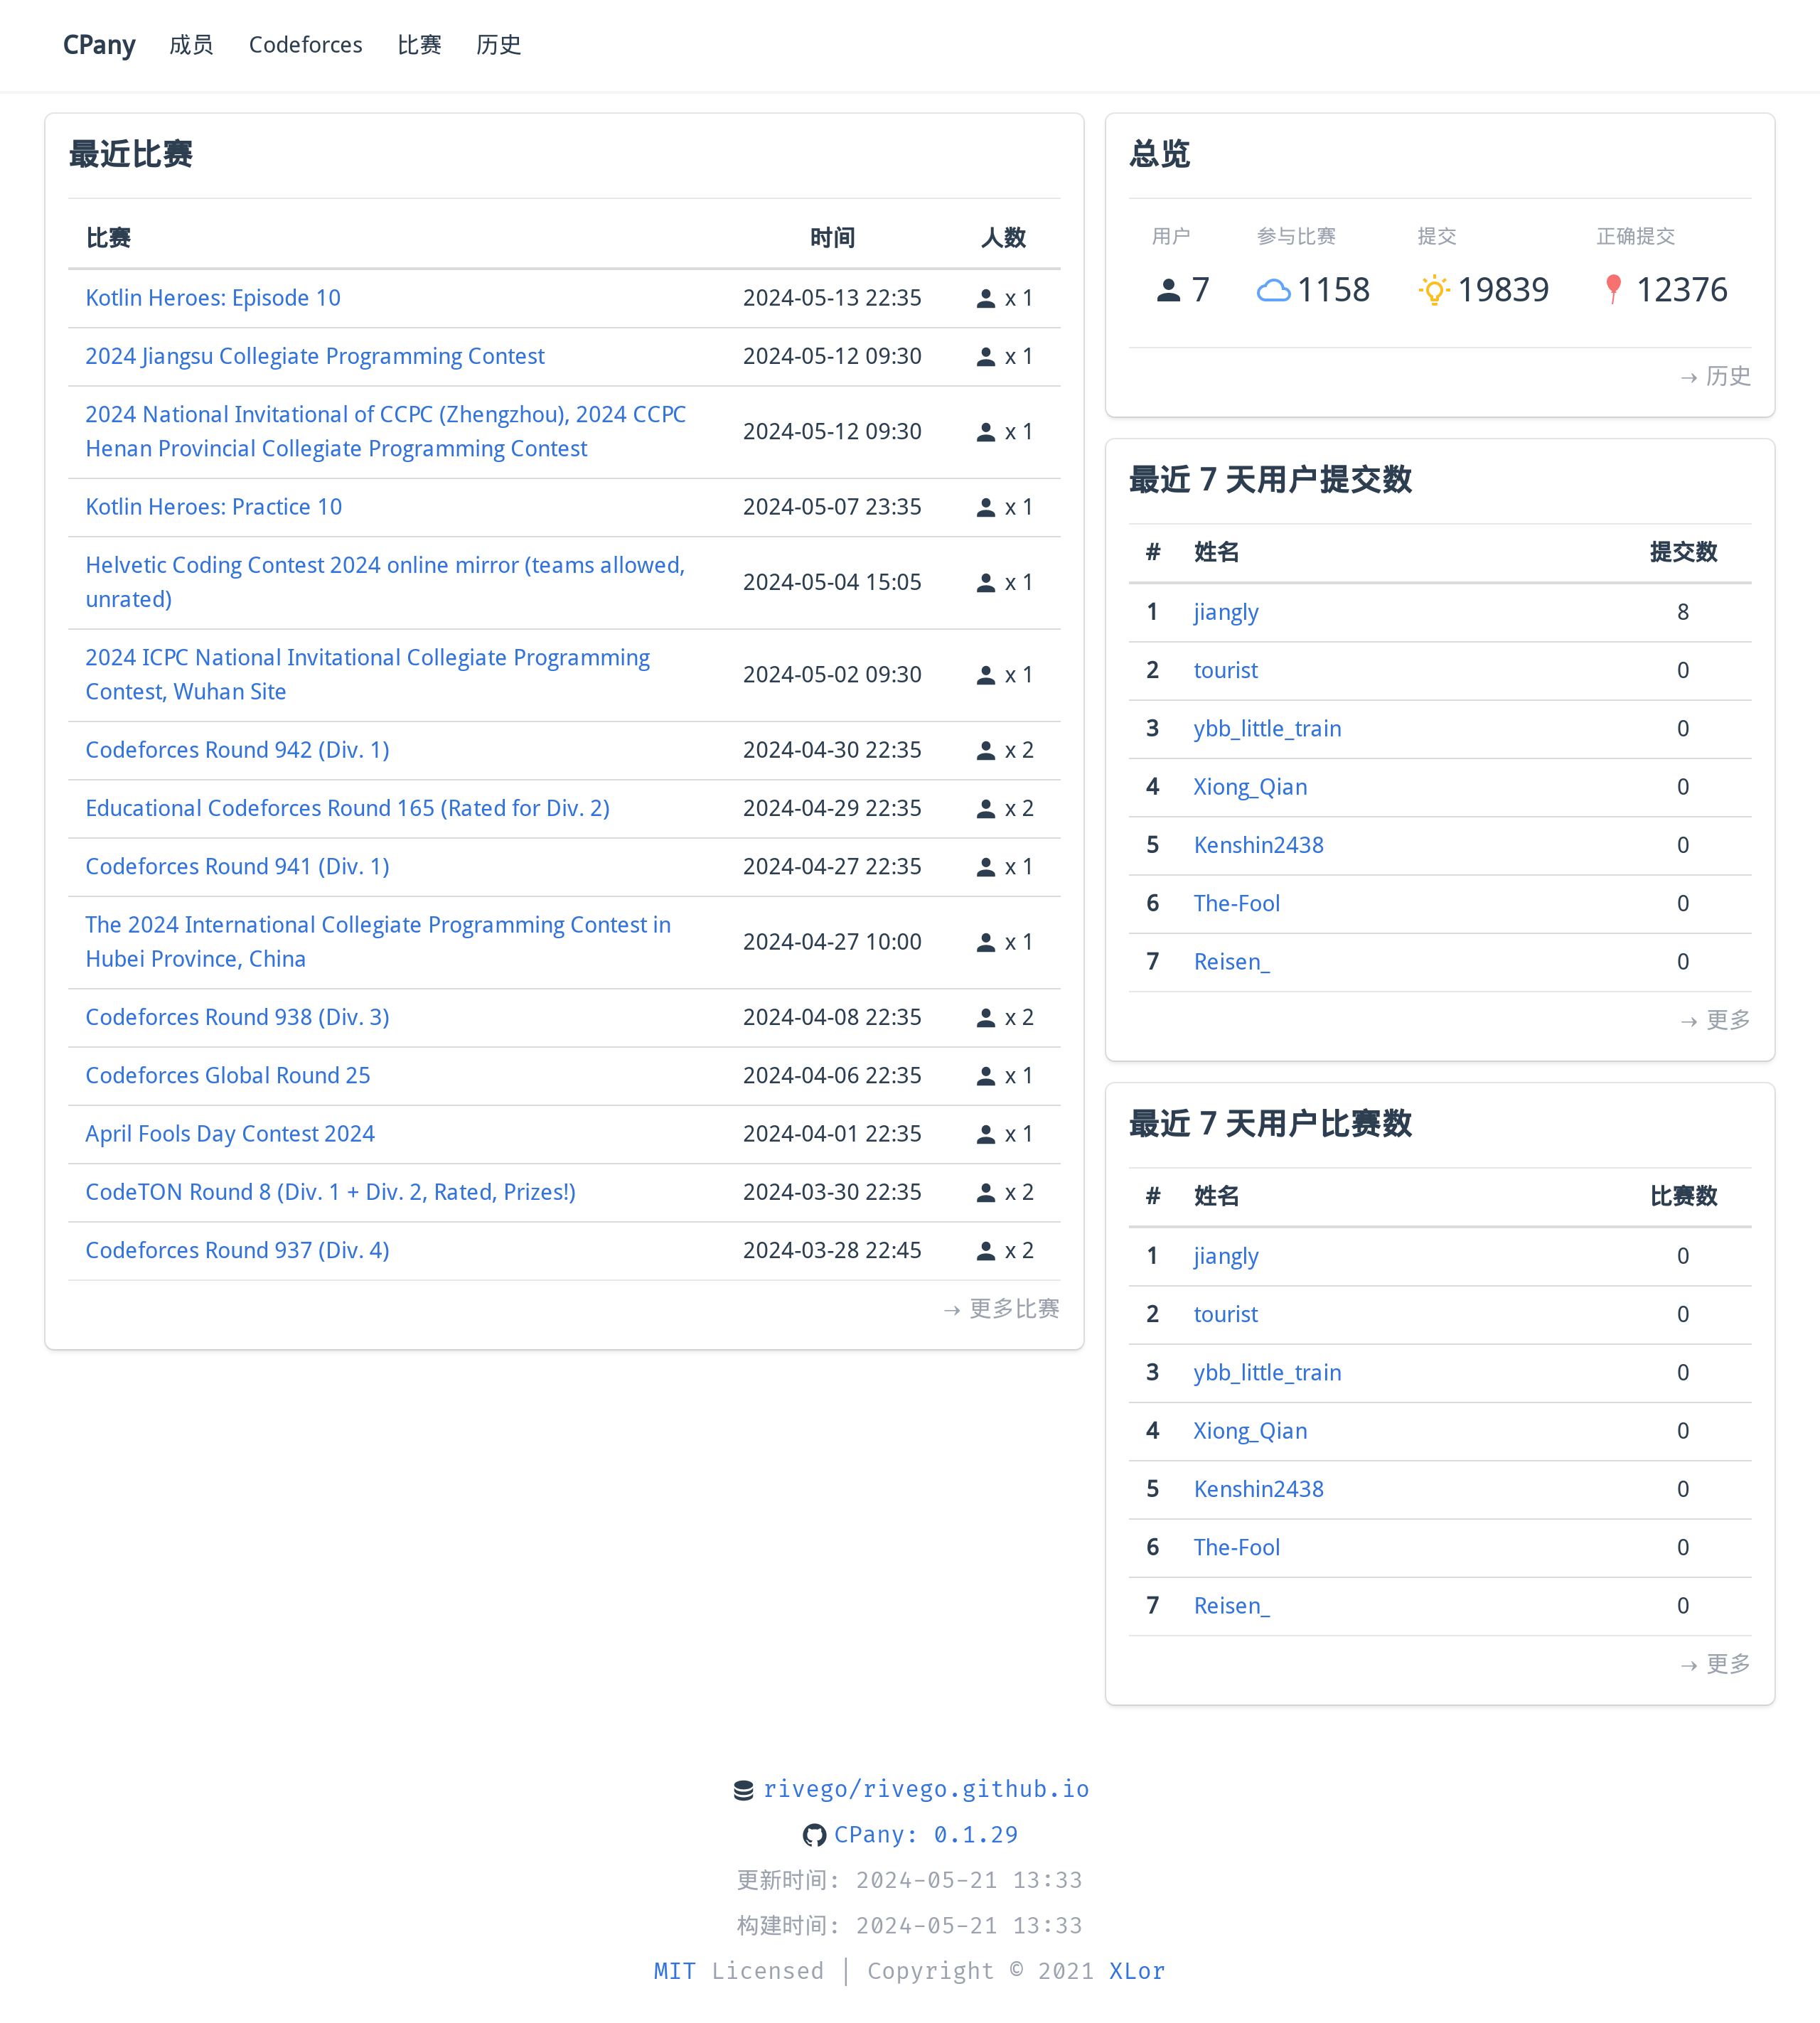 CPany 成员 Codeforces 比赛 历史
最近比赛
比赛 时间 人数
Kotlin Heroes: Episode 10 2024-05-13 22:35 x 1
2024 Jiangsu Collegiate Programming Contest 2024-05-12 09:30 x 1
2024 National Invitational of CCPC (Zhengzhou), 2024 CCPC
Henan Provincial Collegiate Programming Contest 2024-05-12 09:30 x 1
Kotlin Heroes: Practice 10 2024-05-07 23:35 x 1
Helvetic Coding Contest 2024 online mirror (teams allowed,
unrated) 2024-05-04 15:05 x 1
2024 ICPC National Invitational Collegiate Programming
Contest, Wuhan Site 2024-05-02 09:30 x 1
Codeforces Round 942 (Div. 1) 2024-04-30 22:35 x 2
Educational Codeforces Round 165 (Rated for Div. 2) 2024-04-29 22:35 x 2
Codeforces Round 941 (Div. 1) 2024-04-27 22:35 x 1
The 2024 International Collegiate Programming Contest in
Hubei Province, China 2024-04-27 10:00 x 1
Codeforces Round 938 (Div. 3) 2024-04-08 22:35 x 2
Codeforces Global Round 25 2024-04-06 22:35 x 1
April Fools Day Contest 2024 2024-04-01 22:35 x 1
CodeTON Round 8 (Div. 1 + Div. 2, Rated, Prizes!) 2024-03-30 22:35 x 2
Codeforces Round 937 (Div. 4) 2024-03-28 22:45 x 2
→ 更多比赛
总览
用户 参与比赛 提交 正确提交
7 1158 19839 12376
→ 历史
最近 7 天用户提交数
# 姓名 提交数
1 jiangly 8
2 tourist 0
3 ybb_little_train 0
4 Xiong_Qian 0
5 Kenshin2438 0
6 The-Fool 0
7 Reisen_ 0
→ 更多
最近 7 天用户比赛数
# 姓名 比赛数
1 jiangly 0
2 tourist 0
3 ybb_little_train 0
4 Xiong_Qian 0
5 Kenshin2438 0
6 The-Fool 0
7 Reisen_ 0
→ 更多
rivego/rivego.github.io
CPany: 0.1.29
更新时间: 2024-05-21 13:33
构建时间: 2024-05-21 13:33
MIT Licensed | Copyright © 2021 XLor